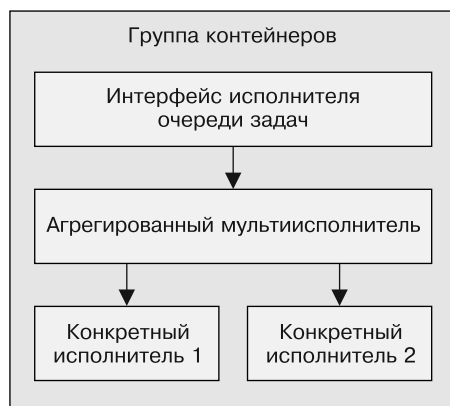 Группа контейнеров
Интерфейс исполнителя
очереди задач
Агрегированный мультиисполнитель
Конкретный
исполнитель 1
Конкретный
исполнитель 2